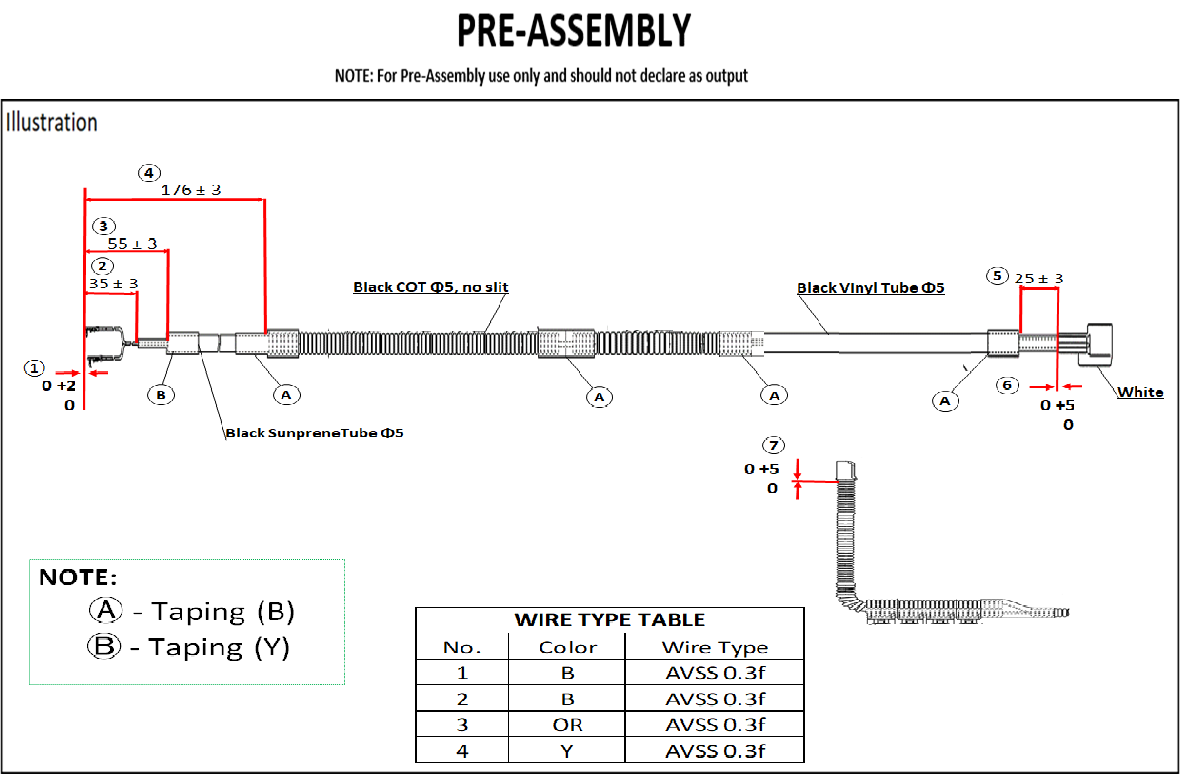 PRE-ASSEMBLY
NOTE: For Pre-Assembly use only and should not declare as output
Illustration
4
176 ± 3
3
55 ± 3
2
35 ± 3
Black COT Φ5, no slit
Black Vinyl Tube Φ5
5
25 ± 3
1
0 +2
0
B
A
A
A
A
6
0 +5
0
White
Black SunpreneTube Φ5
7
0 +5
0
NOTE:
A - Taping (B)
B - Taping (Y)
WIRE TYPE TABLE
No. Color Wire Type
1 B AVSS 0.3f
2 B AVSS 0.3f
3 OR AVSS 0.3f
4 Y AVSS 0.3f